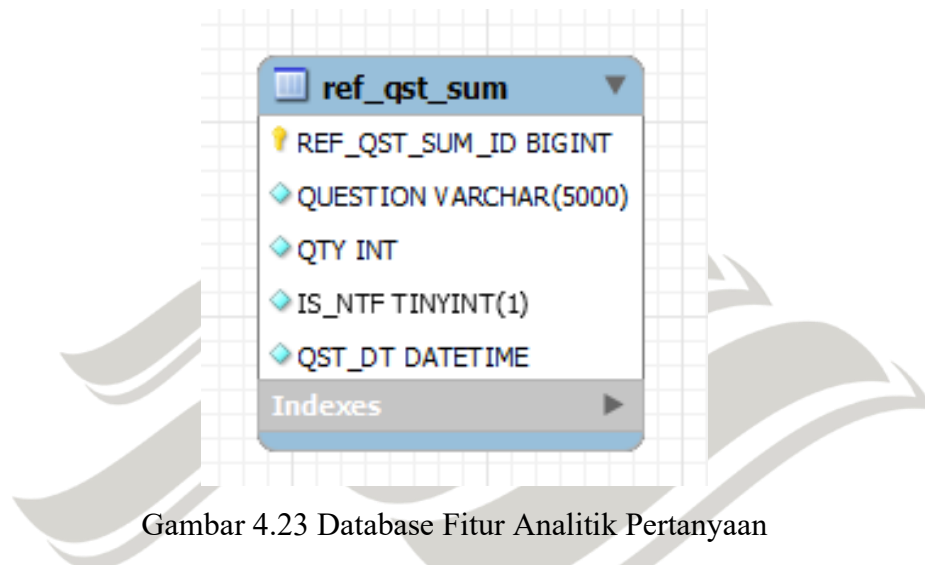 ref_qst_sum
REF_QST_SUM_ID BIGINT
QUESTION VARCHAR(5000)
QTY INT
IS_NTF TINYINT(1)
QST_DT DATETIME
Indexes
Gambar 4.23 Database Fitur Analitik Pertanyaan